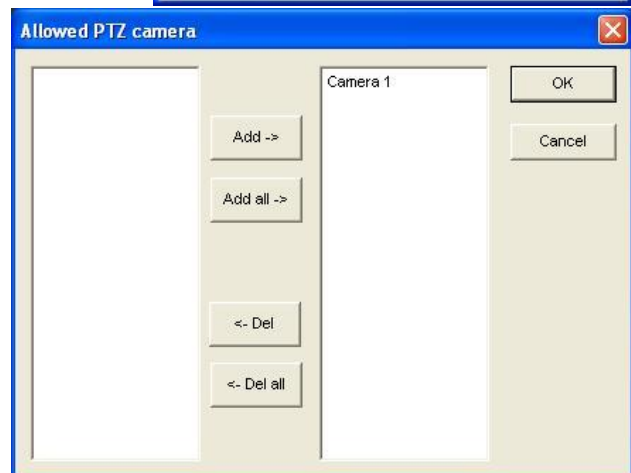 Allowed PTZ camera
Camera 1
OK
Add ->
Cancel
Add all ->
<- Del
<- Del all